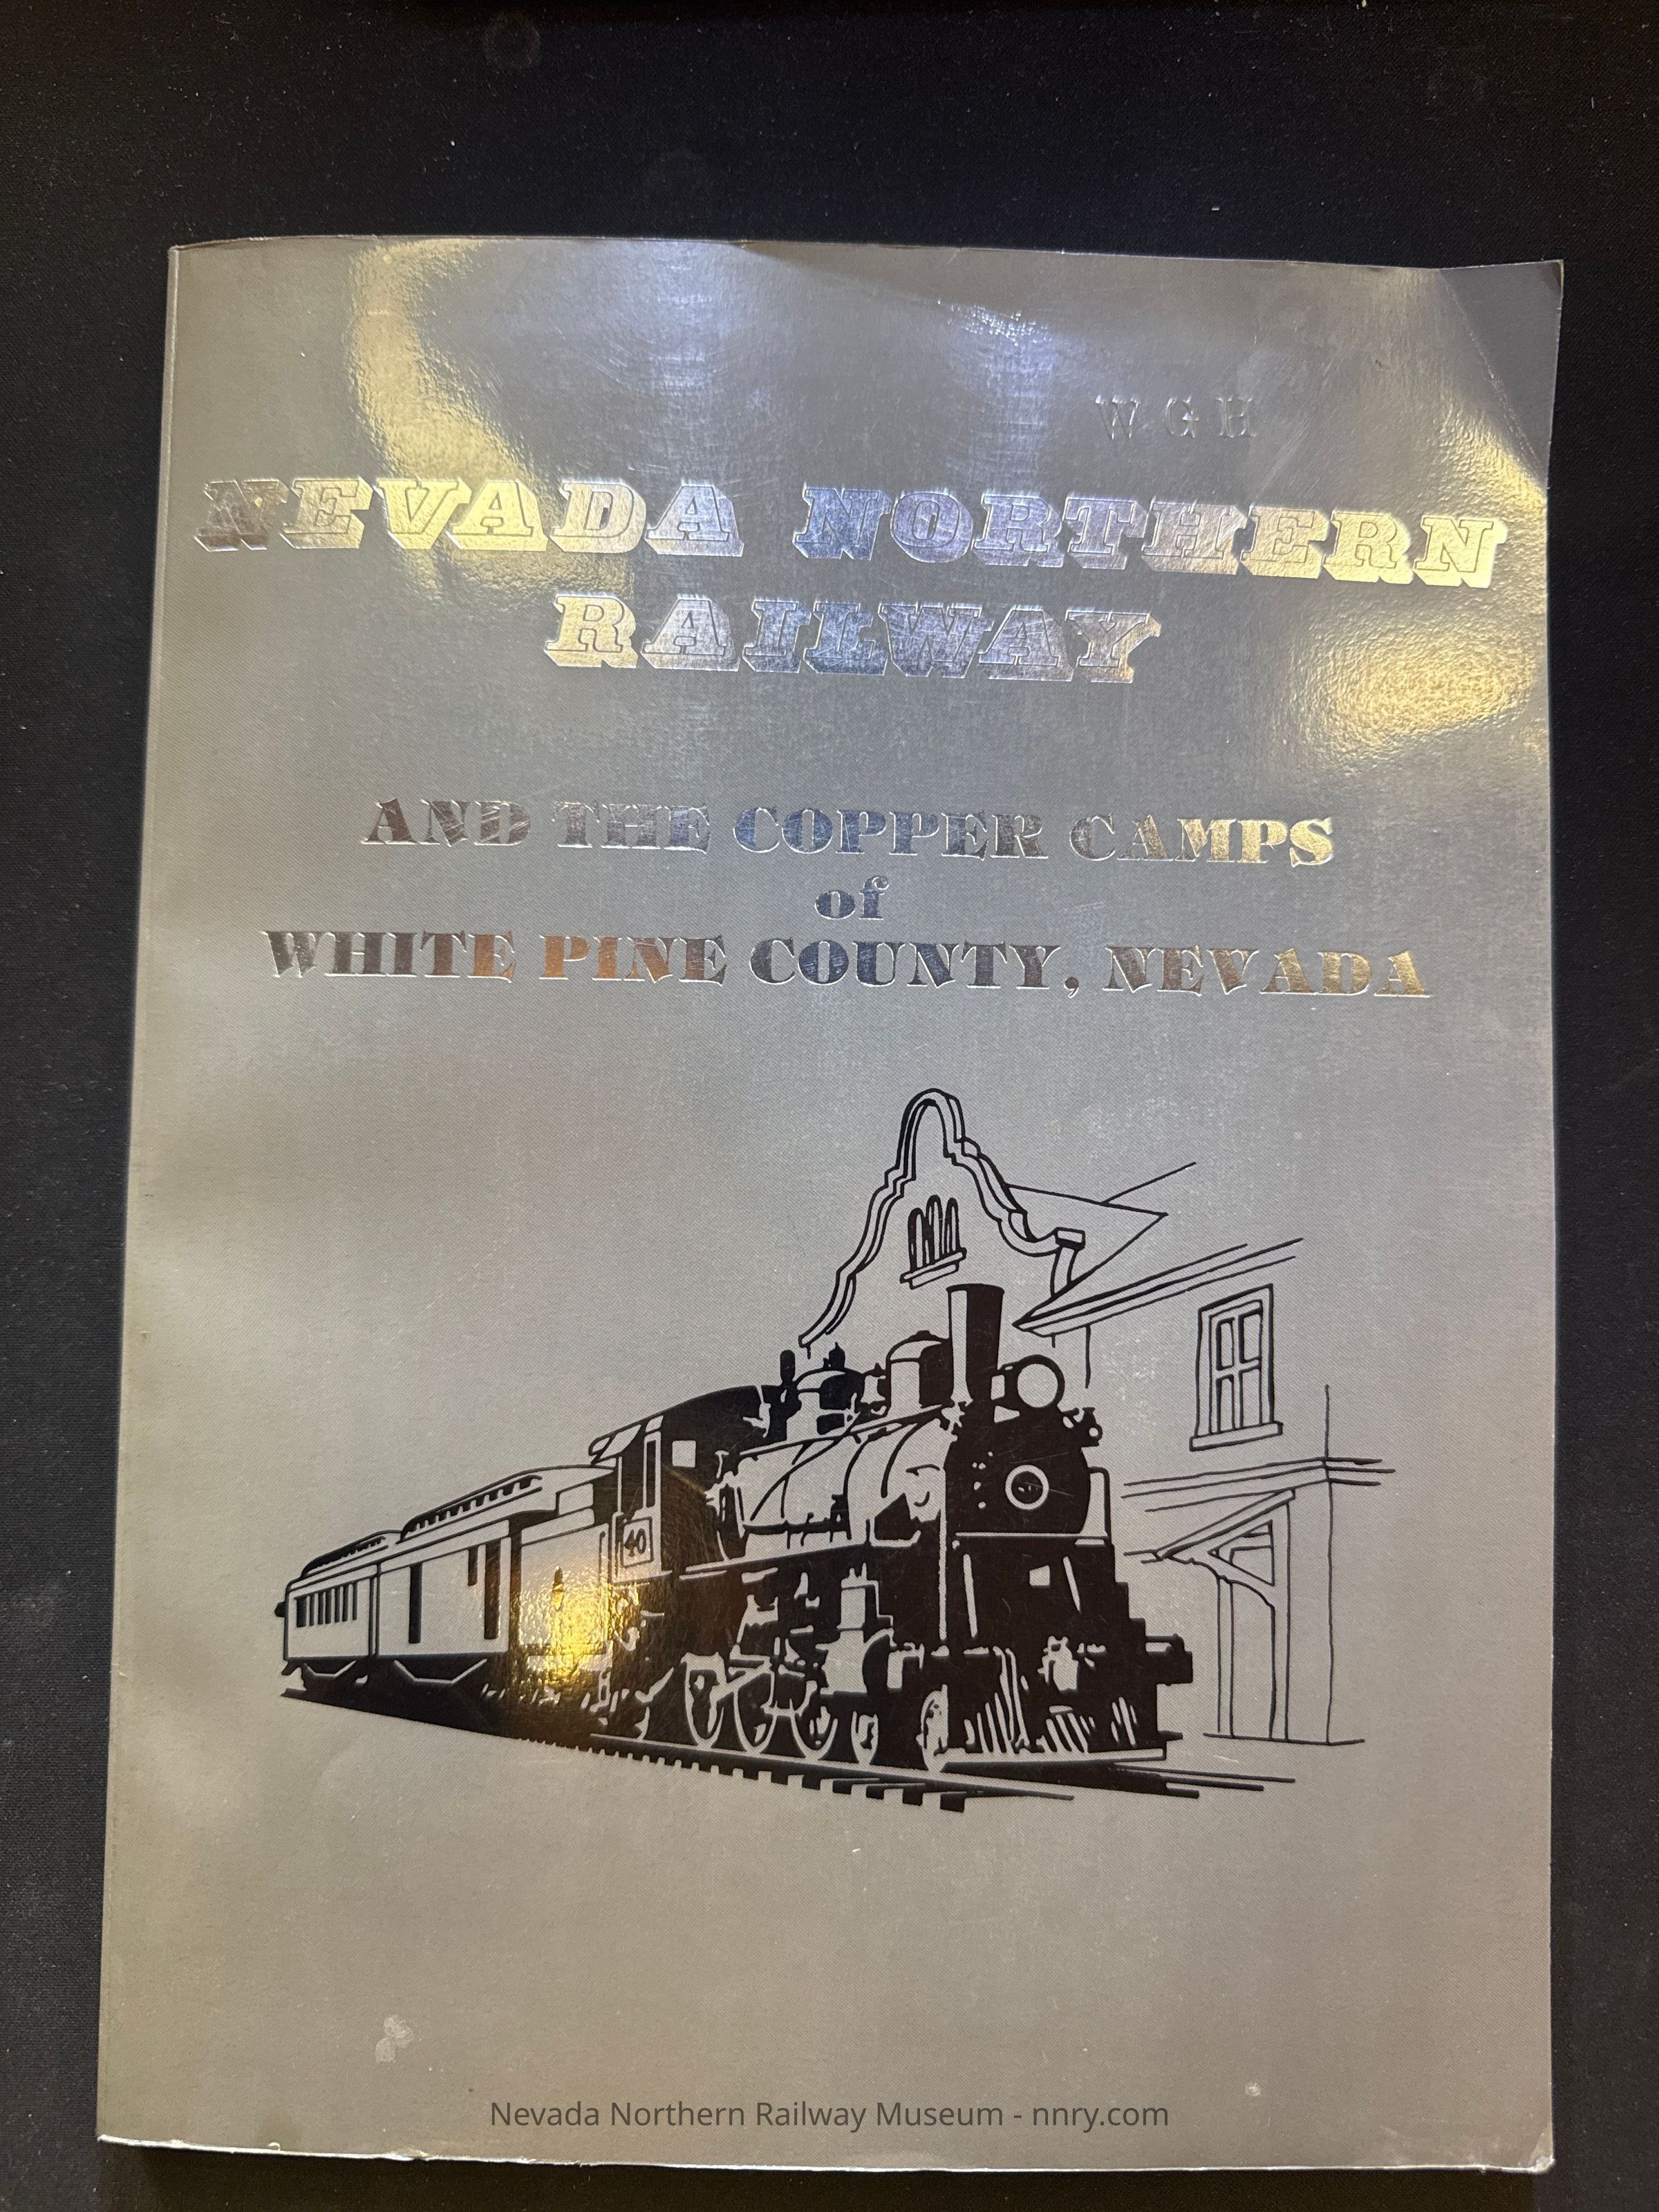 W G H
NEVADA NORTHERN
RAILWAY
AND THE COPPER CAMPS
of
WHITE PINE COUNTY, NEVADA
40
Nevada Northern Railway Museum - nnry.com